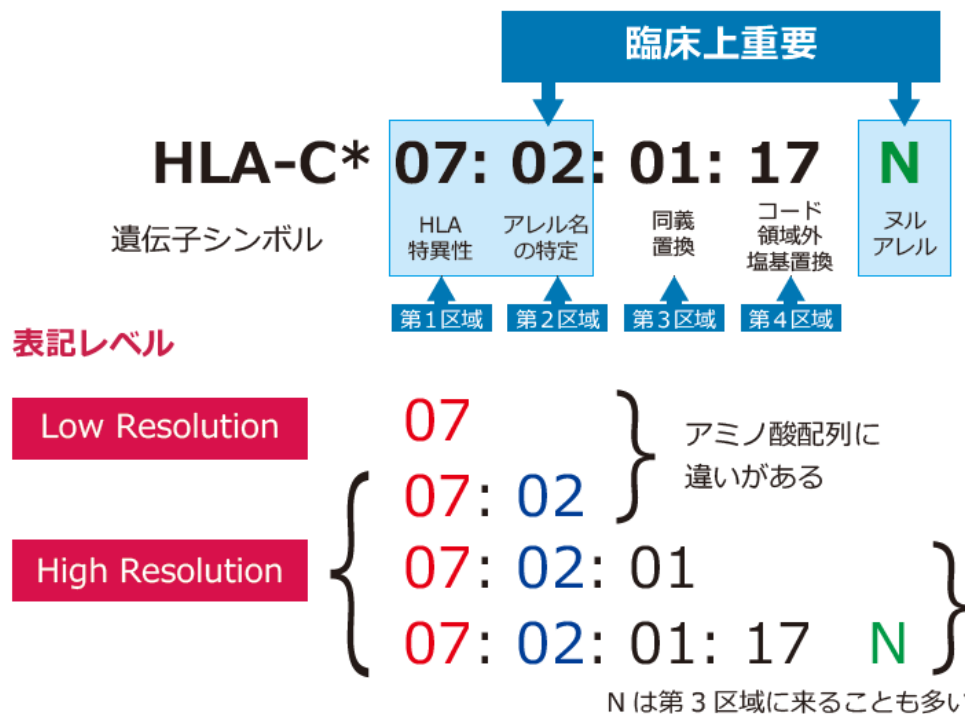 臨床上重要
HLA-C* 07: 02: 01: 17 N
遺伝子シンボル
HLA
特異性
アレル名
の特定
同義
置換
コード
領域外
塩基置換
ヌル
アレル
第1区域 第2区域 第3区域 第4区域
表記レベル
Low Resolution
07
07: 02
アミノ酸配列に
違いがある
High Resolution
07: 02: 01
07: 02: 01: 17 N
N は第 3 区域に来ることも多い